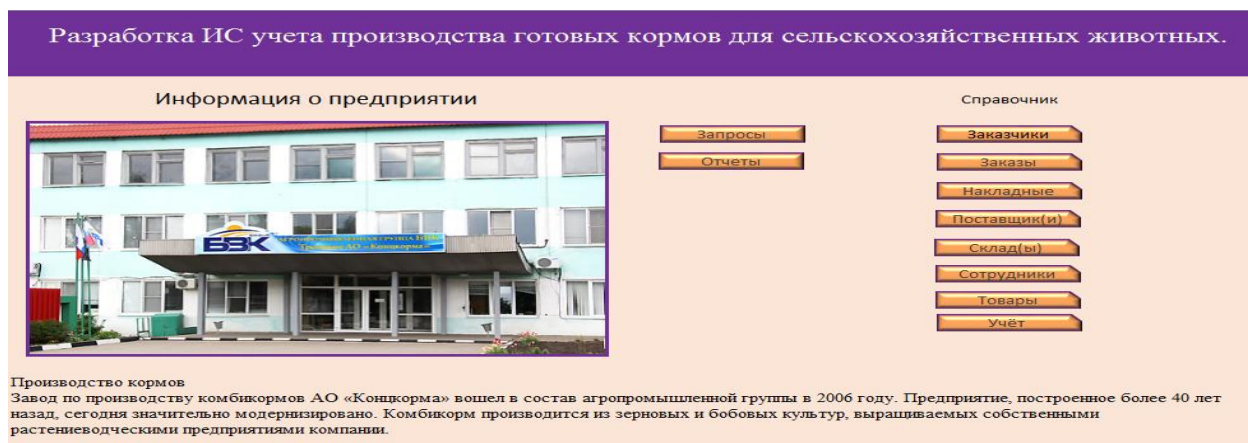 Разработка ИС учета производства готовых кормов для сельскохозяйственных животных.
Информация о предприятии
Справочник
Запросы
Заказчики
Отчеты
Заказы
Накладные
Поставщик(и)
БВК
Склад(ы)
Сотрудники
Товары
Учёт
Производство кормов
Завод по производству комбикормов АО «Концкорма» вошел в состав агропромышленной группы в 2006 году. Предприятие, построенное более 40 лет
назад, сегодня значительно модернизировано. Комбикорм производится из зерновых и бобовых культур, выращиваемых собственными
растениеводческими предприятиями компании.